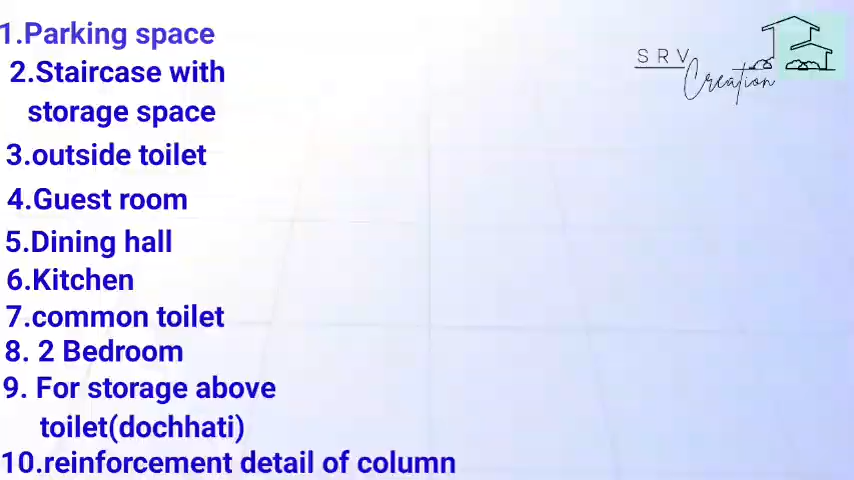 1.Parking space
2.Staircase with
storage space
3.outside toilet
4.Guest room
5.Dining hall
6.Kitchen
7.common toilet
8. 2 Bedroom
9. For storage above
toilet(dochhati)
10.reinforcement detail of column
SRV
Creation